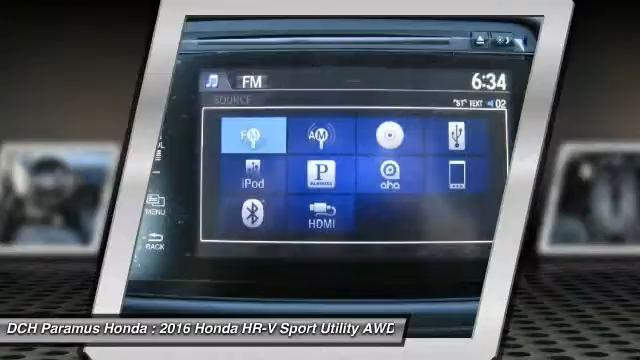 FM
6:34
SOURCE
"ST" TEXT 02
FM
AM
iPod
P
PANDORA
aha
HDMI
MENU
BACK
DCH Paramus Honda : 2016 Honda HR-V Sport Utility AWD